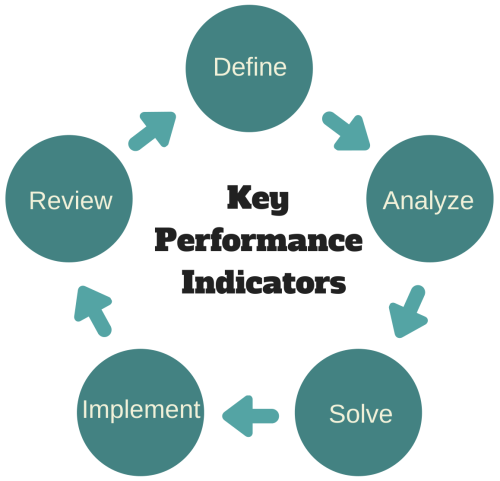 Define
Analyze
Solve
Implement
Review
Key
Performance
Indicators